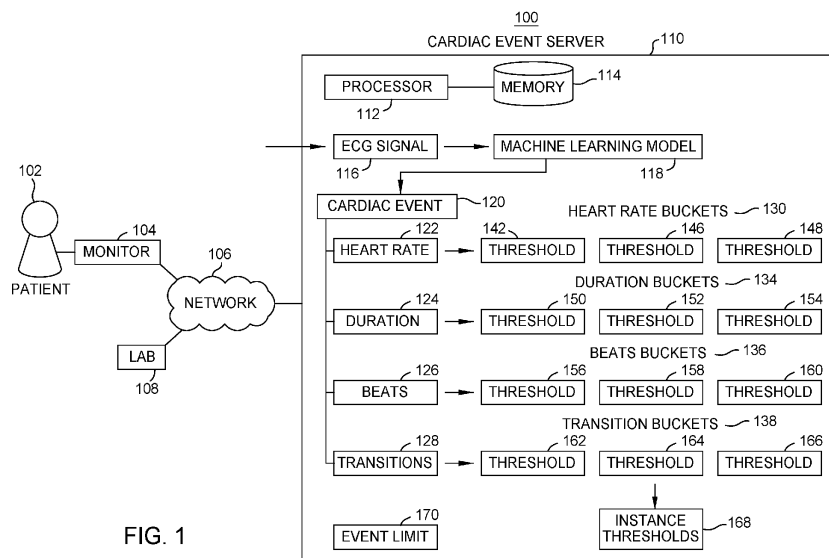 100
CARDIAC EVENT SERVER
110
PROCESSOR
112
MEMORY
114
ECG SIGNAL
116
MACHINE LEARNING MODEL
118
102
PATIENT
104
MONITOR
106
NETWORK
LAB
108
CARDIAC EVENT
120
HEART RATE BUCKETS
130
122
HEART RATE
142
THRESHOLD
146
THRESHOLD
148
THRESHOLD
DURATION BUCKETS
134
124
DURATION
150
THRESHOLD
152
THRESHOLD
154
THRESHOLD
BEATS BUCKETS
136
126
BEATS
156
THRESHOLD
158
THRESHOLD
160
THRESHOLD
TRANSITION BUCKETS
138
128
TRANSITIONS
162
THRESHOLD
164
THRESHOLD
166
THRESHOLD
170
EVENT LIMIT
INSTANCE
THRESHOLDS
168
FIG. 1